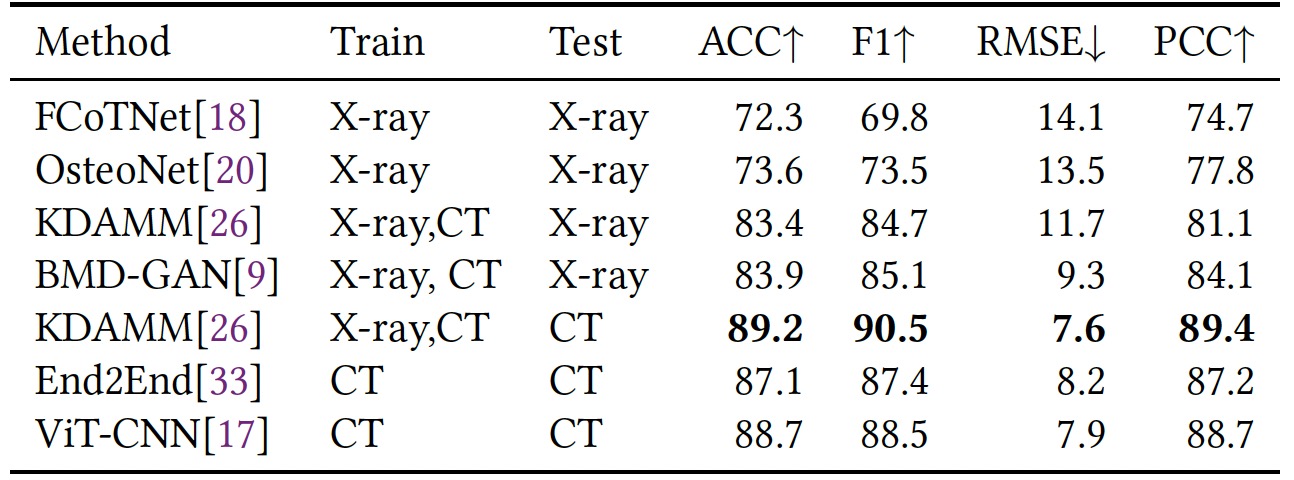 Method Train Test ACC↑ F1↑ RMSE↓ PCC↑
FCoTNet[18] X-ray X-ray 72.3 69.8 14.1 74.7
OsteoNet[20] X-ray X-ray 73.6 73.5 13.5 77.8
KDAMM[26] X-ray,CT X-ray 83.4 84.7 11.7 81.1
BMD-GAN[9] X-ray, CT X-ray 83.9 85.1 9.3 84.1
KDAMM[26] X-ray,CT CT 89.2 90.5 7.6 89.4
End2End[33] CT CT 87.1 87.4 8.2 87.2
ViT-CNN[17] CT CT 88.7 88.5 7.9 88.7